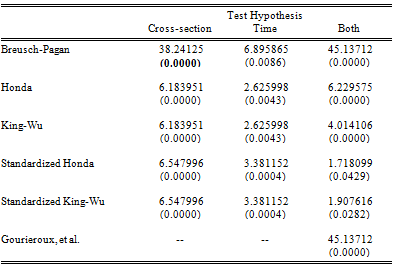 Test Hypothesis
Cross-section Time Both
Breusch-Pagan 38.24125 6.895865 45.13712
(0.0000) (0.0086) (0.0000)
Honda 6.183951 2.625998 6.229575
(0.0000) (0.0043) (0.0000)
King-Wu 6.183951 2.625998 4.014106
(0.0000) (0.0043) (0.0000)
Standardized Honda 6.547996 3.381152 1.718099
(0.0000) (0.0004) (0.0429)
Standardized King-Wu 6.547996 3.381152 1.907616
(0.0000) (0.0004) (0.0282)
Gourieroux, et al. -- -- 45.13712
(0.0000)